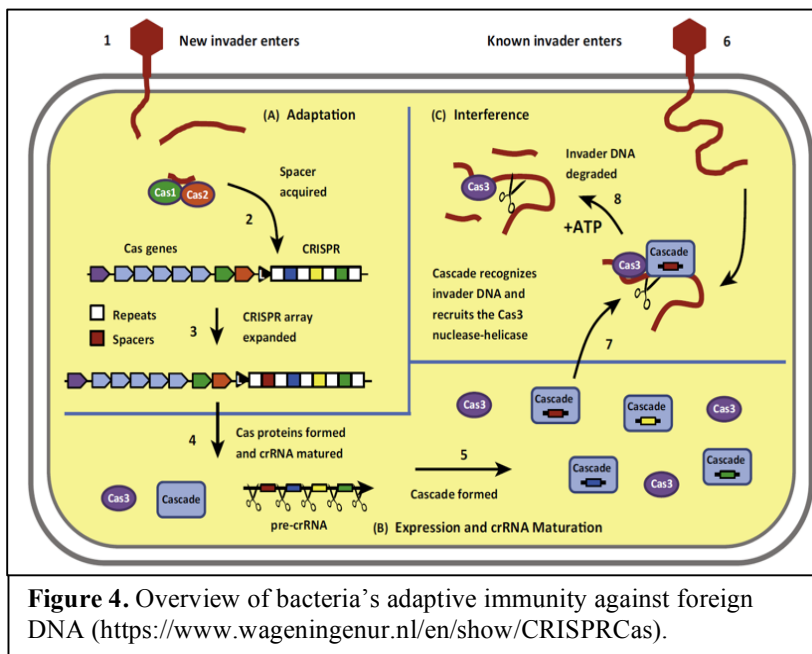 1
New invader enters
Known invader enters
6
(A) Adaptation
Cas1
Cas2
Spacer
acquired
2
Cas genes
CRISPR
Repeats
Spacers
3
CRISPR array
expanded
(C) Interference
Invader DNA
degraded
Cas3
8
+ATP
Cas3
Cascade
Cascade recognizes
invader DNA and
recruits the Cas3
nuclease-helicase
7
4
Cas proteins formed
and crRNA matured
Cas3
Cascade
pre-crRNA
5
Cascade formed
Cas3
Cascade
Cascade
Cas3
Cascade
Cas3
Cascade
(B) Expression and crRNA Maturation
Figure 4. Overview of bacteria's adaptive immunity against foreign
DNA (https://www.wageningenur.nl/en/show/CRISPRCas).